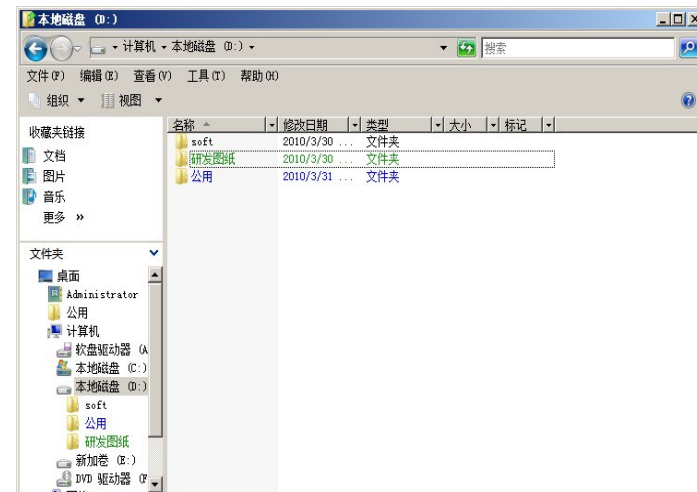 本地磁盘 (D:)
计算机 本地磁盘 (D:)
搜索
文件(F) 编辑(E) 查看(V) 工具(T) 帮助(H)
组织 视图
收藏夹链接
文档
图片
音乐
更多 »
文件夹
桌面
Administrator
公用
计算机
软盘驱动器 (A
本地磁盘 (C:)
本地磁盘 (D:)
soft
公用
研发图纸
新加卷 (E:)
DVD 驱动器 (F
名称 修改日期 类型 大小 标记
soft 2010/3/30 ... 文件夹
研发图纸 2010/3/30 ... 文件夹
公用 2010/3/31 ... 文件夹